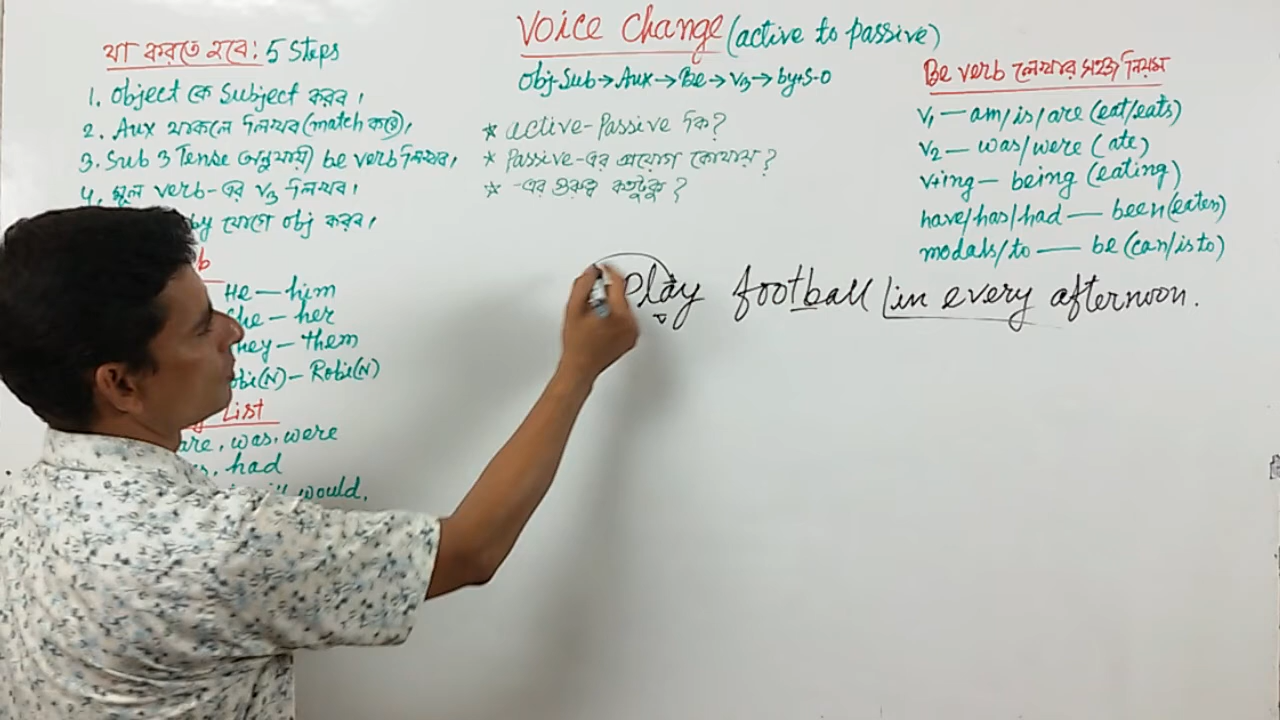 Voice Change (active to passive)
Obj-Sub→Aux→Be→V3→by+S-O
* active-Passive কি?
* Passive-এর প্রয়োগ কোথায়?
* -এর গুরুত্ব কতটুকু?
যা করতে হবে: 5 Steps
1. Object কে Subject করব।
2. Aux থাকলে লিখব (match করে)।
3. Sub ও Tense অনুযায়ী be verb লিখব।
4. মূল verb-এর V3 লিখব।
by যোগে obj করব।
He—him
She—her
They—them
Robi(N)—Robi(N)
List
are, was, were
had
would,
Be verb লেখার সহজ নিয়ম
V1—am/is/are (eat/eats)
V2—was/were (ate)
V+ing—being (eating)
have/has/had—been (eaten)
modals/to—be (can/is to)
Play football in every afternoon.